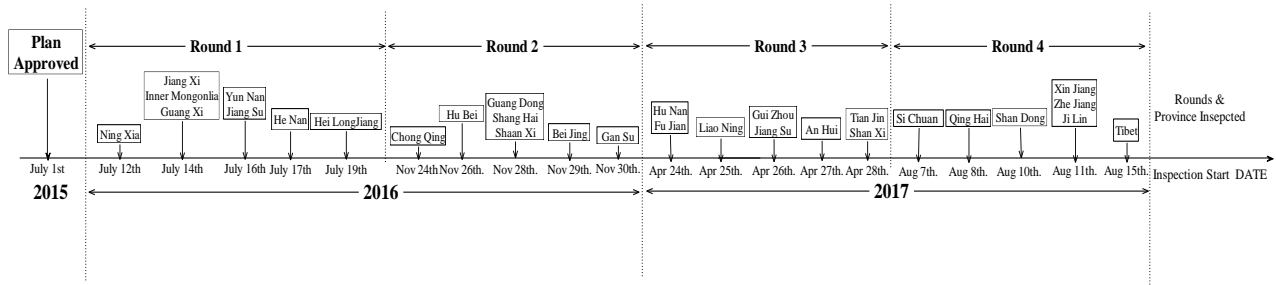 Plan
Approved
Round 1
Round 2
Round 3
Round 4
Jiang Xi
Inner Mongonlia
Guang Xi
Yun Nan
Jiang Su
Ning Xia
He Nan
Hei LongJiang
Chong Qing
Hu Bei
Guang Dong
Shang Hai
Shaan Xi
Bei Jing
Gan Su
Hu Nan
Fu Jian
Liao Ning
Gui Zhou
Jiang Su
An Hui
Tian Jin
Shan Xi
Si Chuan
Qing Hai
Shan Dong
Xin Jiang
Zhe Jiang
Ji Lin
Tibet
Rounds &
Province Insepcted
July 1st
July 12th
July 14th
July 16th
July 17th
July 19th
Nov 24th
Nov 26th.
Nov 28th.
Nov 29th.
Nov 30th.
Apr 24th.
Apr 25th.
Apr 26th.
Apr 27th.
Apr 28th.
Aug 7th.
Aug 8th.
Aug 10th.
Aug 11th.
Aug 15th.
Inspection Start DATE
2015
2016
2017